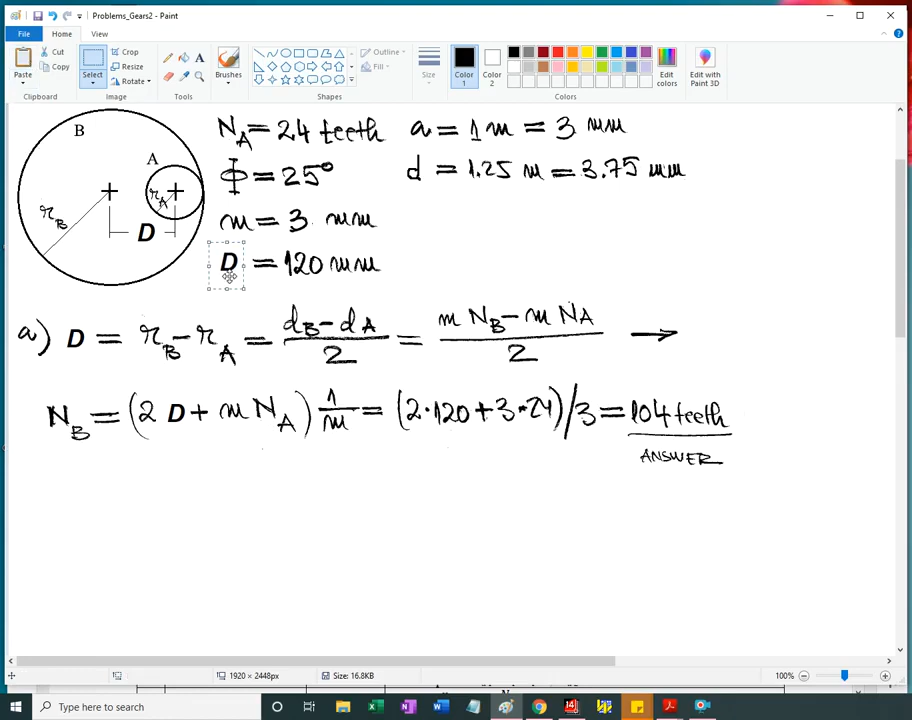 Problems_Gears2 - Paint
File Home View
Paste Cut Copy Select Crop Resize Rotate Brushes Outline Fill Size Color 1 Color 2 Edit colors Edit with Paint 3D
Clipboard Image Tools Shapes Colors
B
A
r_B
r_A
D
N_A = 24 teeth a = 1 m = 3 mm
Φ = 25° d = 1.25 m = 3.75 mm
m = 3 mm
D = 120 mm
a) D = r_B - r_A = (d_B - d_A)/2 = (m N_B - m N_A)/2 →
N_B = (2 D + m N_A) 1/m = (2·120 + 3·24)/3 = 104 teeth
ANSWER
1920 × 2448px Size: 16.8KB 100%
Type here to search